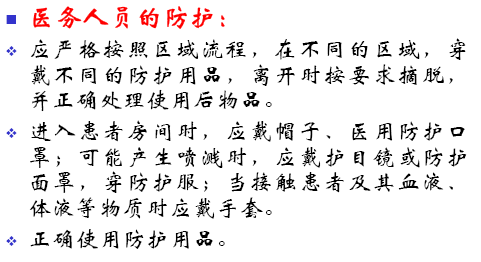 医务人员的防护：
应严格按照区域流程，在不同的区域，穿
戴不同的防护用品，离开时按要求摘脱，
并正确处理使用后物品。
进入患者房间时，应戴帽子、医用防护口
罩；可能产生喷溅时，应戴护目镜或防护
面罩，穿防护服；当接触患者及其血液、
体液等物质时应戴手套。
正确使用防护用品。